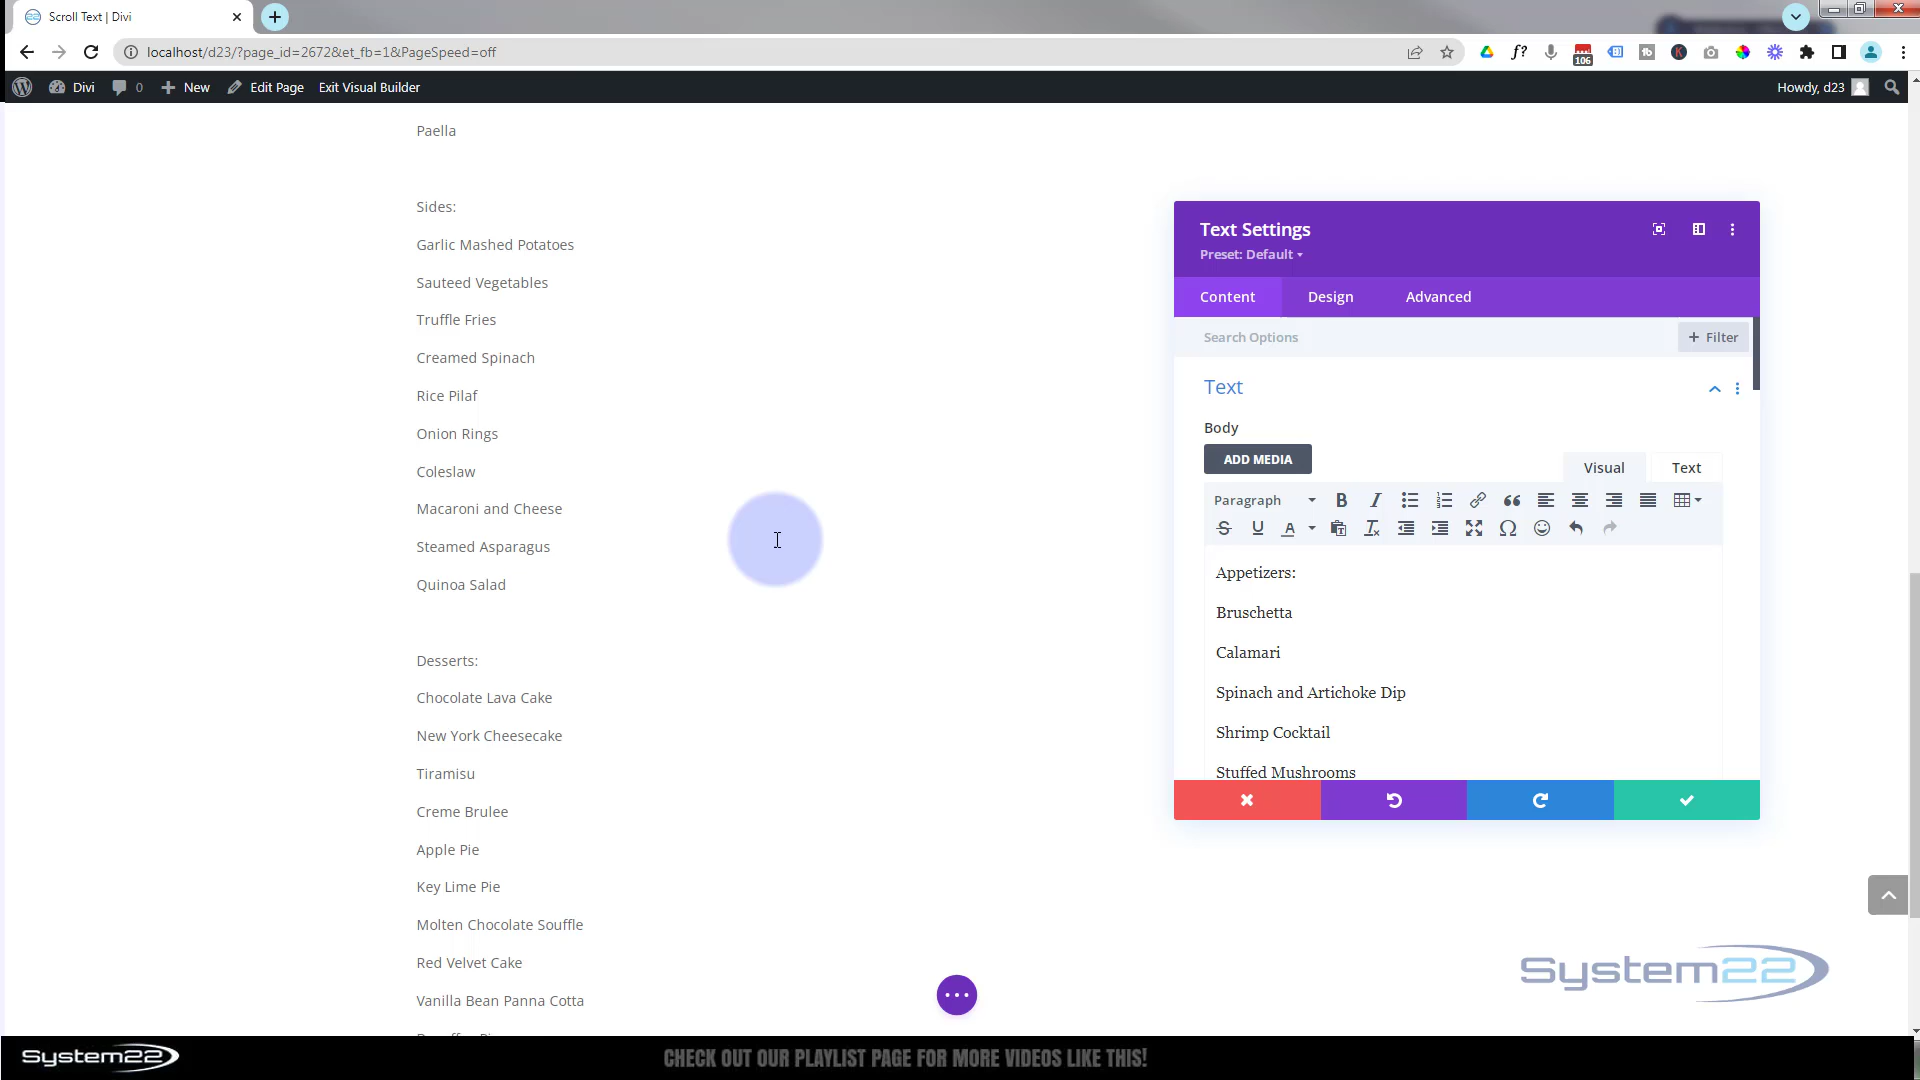 Scroll Text | Divi
localhost/d23/?page_id=2672&et_fb=1&PageSpeed=off
f?
tb
K
106
Divi
0
New
Edit Page
Exit Visual Builder
Howdy, d23
Paella
Sides:
Garlic Mashed Potatoes
Sauteed Vegetables
Truffle Fries
Creamed Spinach
Rice Pilaf
Onion Rings
Coleslaw
Macaroni and Cheese
Steamed Asparagus
Quinoa Salad
Desserts:
Chocolate Lava Cake
New York Cheesecake
Tiramisu
Creme Brulee
Apple Pie
Key Lime Pie
Molten Chocolate Souffle
Red Velvet Cake
Vanilla Bean Panna Cotta
Text Settings
Preset: Default
Content
Design
Advanced
Search Options
+ Filter
Text
Body
ADD MEDIA
Visual
Text
Paragraph
Appetizers:
Bruschetta
Calamari
Spinach and Artichoke Dip
Shrimp Cocktail
Stuffed Mushrooms
System22
System22
CHECK OUT OUR PLAYLIST PAGE FOR MORE VIDEOS LIKE THIS!